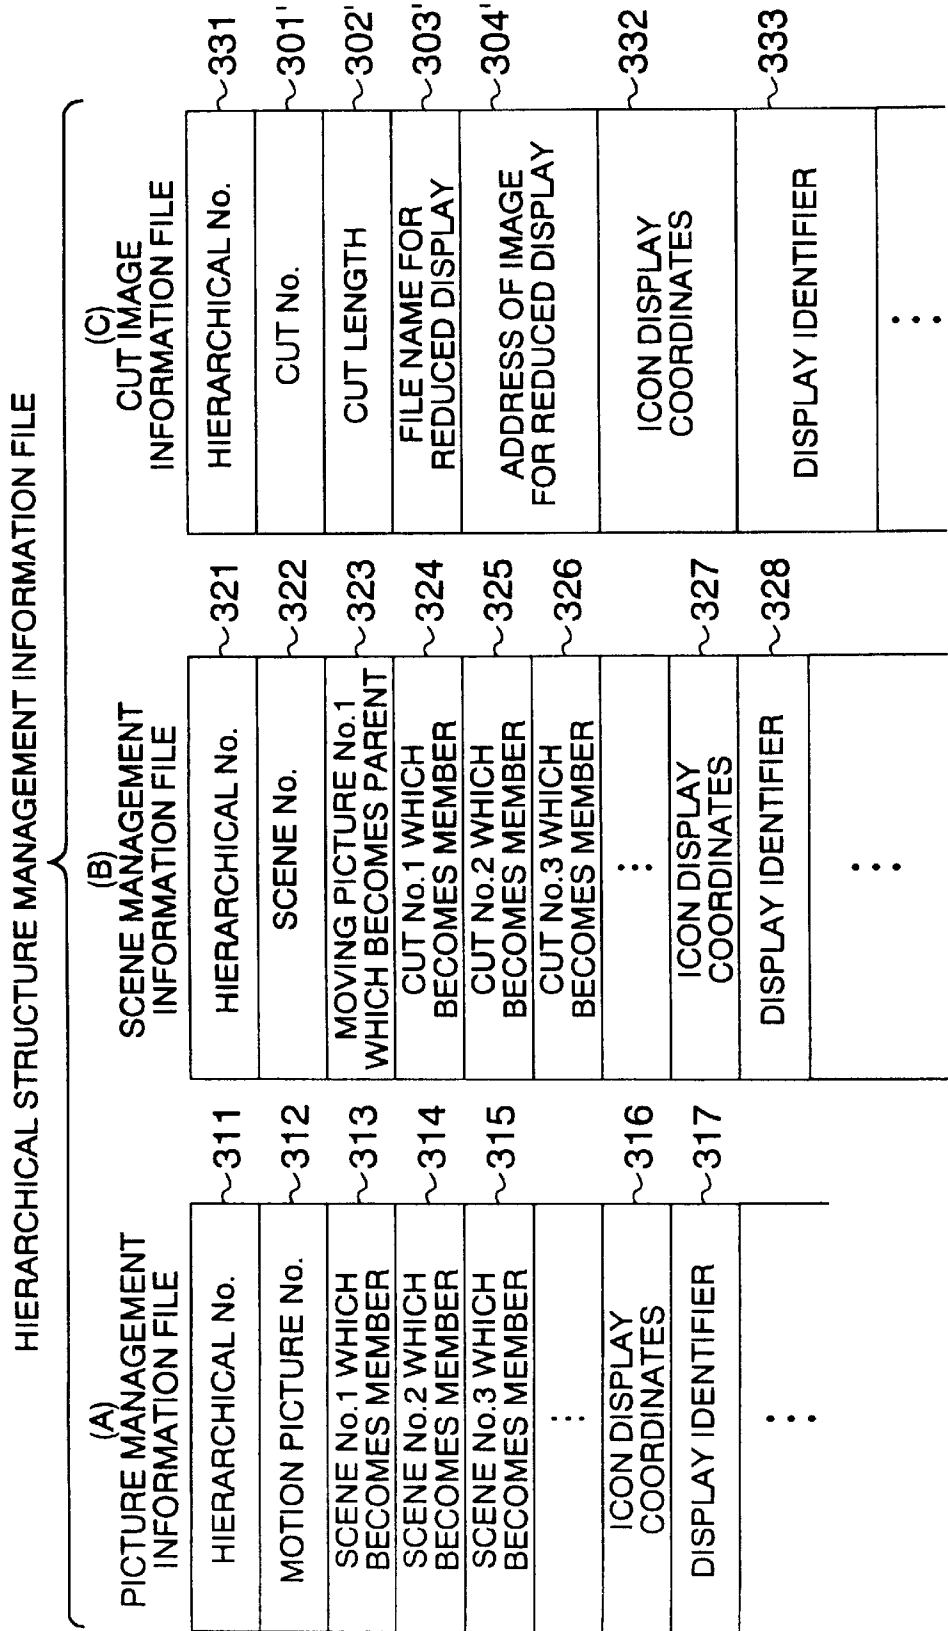 HIERARCHICAL STRUCTURE MANAGEMENT INFORMATION FILE
(A)
PICTURE MANAGEMENT
INFORMATION FILE
HIERARCHICAL No.
~311
MOTION PICTURE No.
~312
SCENE No.1 WHICH
BECOMES MEMBER
~313
SCENE No.2 WHICH
BECOMES MEMBER
~314
SCENE No.3 WHICH
BECOMES MEMBER
~315
⋮
ICON DISPLAY
COORDINATES
~316
DISPLAY IDENTIFIER
~317
⋮
(B)
SCENE MANAGEMENT
INFORMATION FILE
HIERARCHICAL No.
~321
SCENE No.
~322
MOVING PICTURE No.1
WHICH BECOMES PARENT
~323
CUT No.1 WHICH
BECOMES MEMBER
~324
CUT No.2 WHICH
BECOMES MEMBER
~325
CUT No.3 WHICH
BECOMES MEMBER
~326
⋮
ICON DISPLAY
COORDINATES
~327
DISPLAY IDENTIFIER
~328
⋮
(C)
CUT IMAGE
INFORMATION FILE
HIERARCHICAL No.
~331
CUT No.
~301'
CUT LENGTH
~302'
FILE NAME FOR
REDUCED DISPLAY
~303'
ADDRESS OF IMAGE
FOR REDUCED DISPLAY
~304'
ICON DISPLAY
COORDINATES
~332
DISPLAY IDENTIFIER
~333
⋮